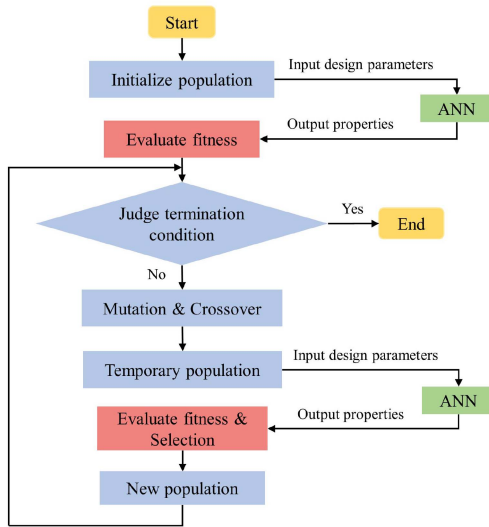 Start
Input design parameters
Initialize population
ANN
Output properties
Evaluate fitness
Judge termination
condition
Yes
End
No
Mutation & Crossover
Input design parameters
Temporary population
ANN
Output properties
Evaluate fitness &
Selection
New population